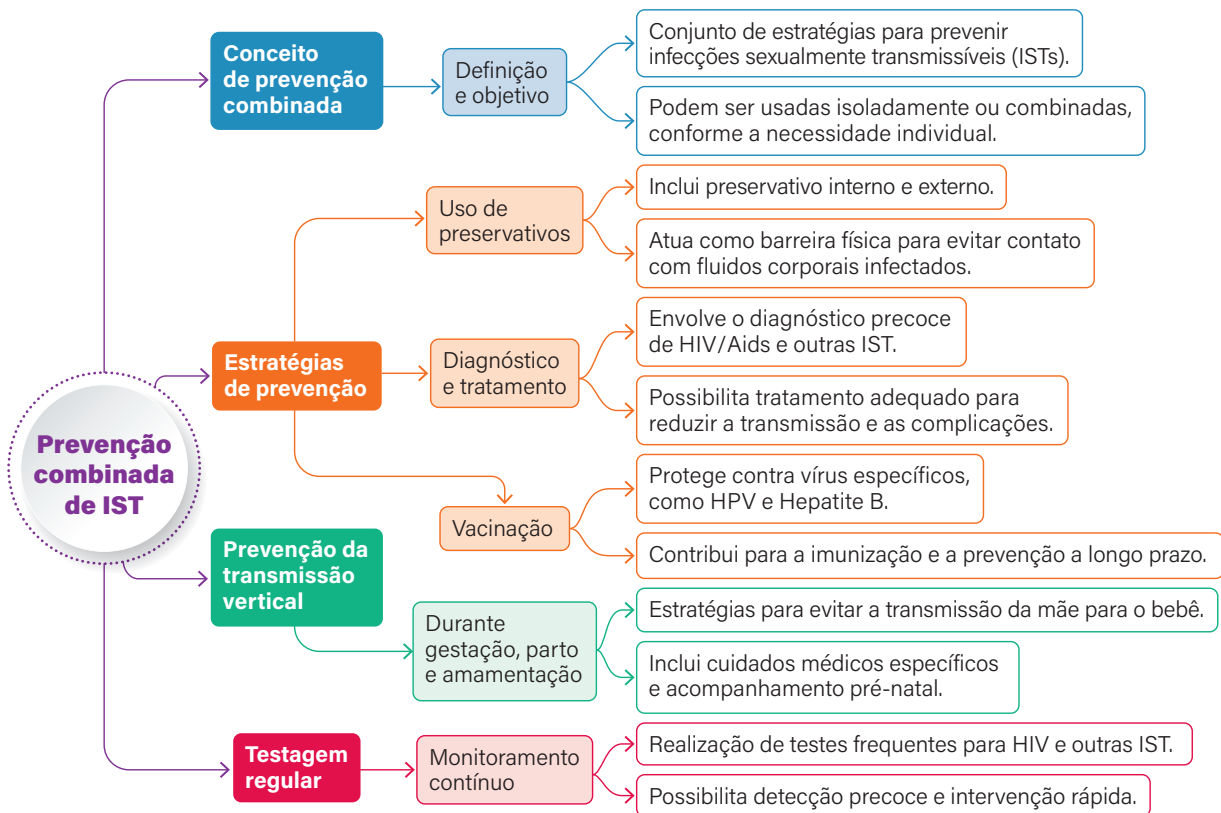 Prevenção
combinada
de IST
Conceito
de prevenção
combinada
Definição
e objetivo
Conjunto de estratégias para prevenir
infecções sexualmente transmissíveis (ISTs).
Podem ser usadas isoladamente ou combinadas,
conforme a necessidade individual.
Estratégias
de prevenção
Uso de
preservativos
Inclui preservativo interno e externo.
Atua como barreira física para evitar contato
com fluidos corporais infectados.
Diagnóstico
e tratamento
Envolve o diagnóstico precoce
de HIV/Aids e outras IST.
Possibilita tratamento adequado para
reduzir a transmissão e as complicações.
Vacinação
Protege contra vírus específicos,
como HPV e Hepatite B.
Contribui para a imunização e a prevenção a longo prazo.
Prevenção da
transmissão
vertical
Durante
gestação, parto
e amamentação
Estratégias para evitar a transmissão da mãe para o bebê.
Inclui cuidados médicos específicos
e acompanhamento pré-natal.
Testagem
regular
Monitoramento
contínuo
Realização de testes frequentes para HIV e outras IST.
Possibilita detecção precoce e intervenção rápida.